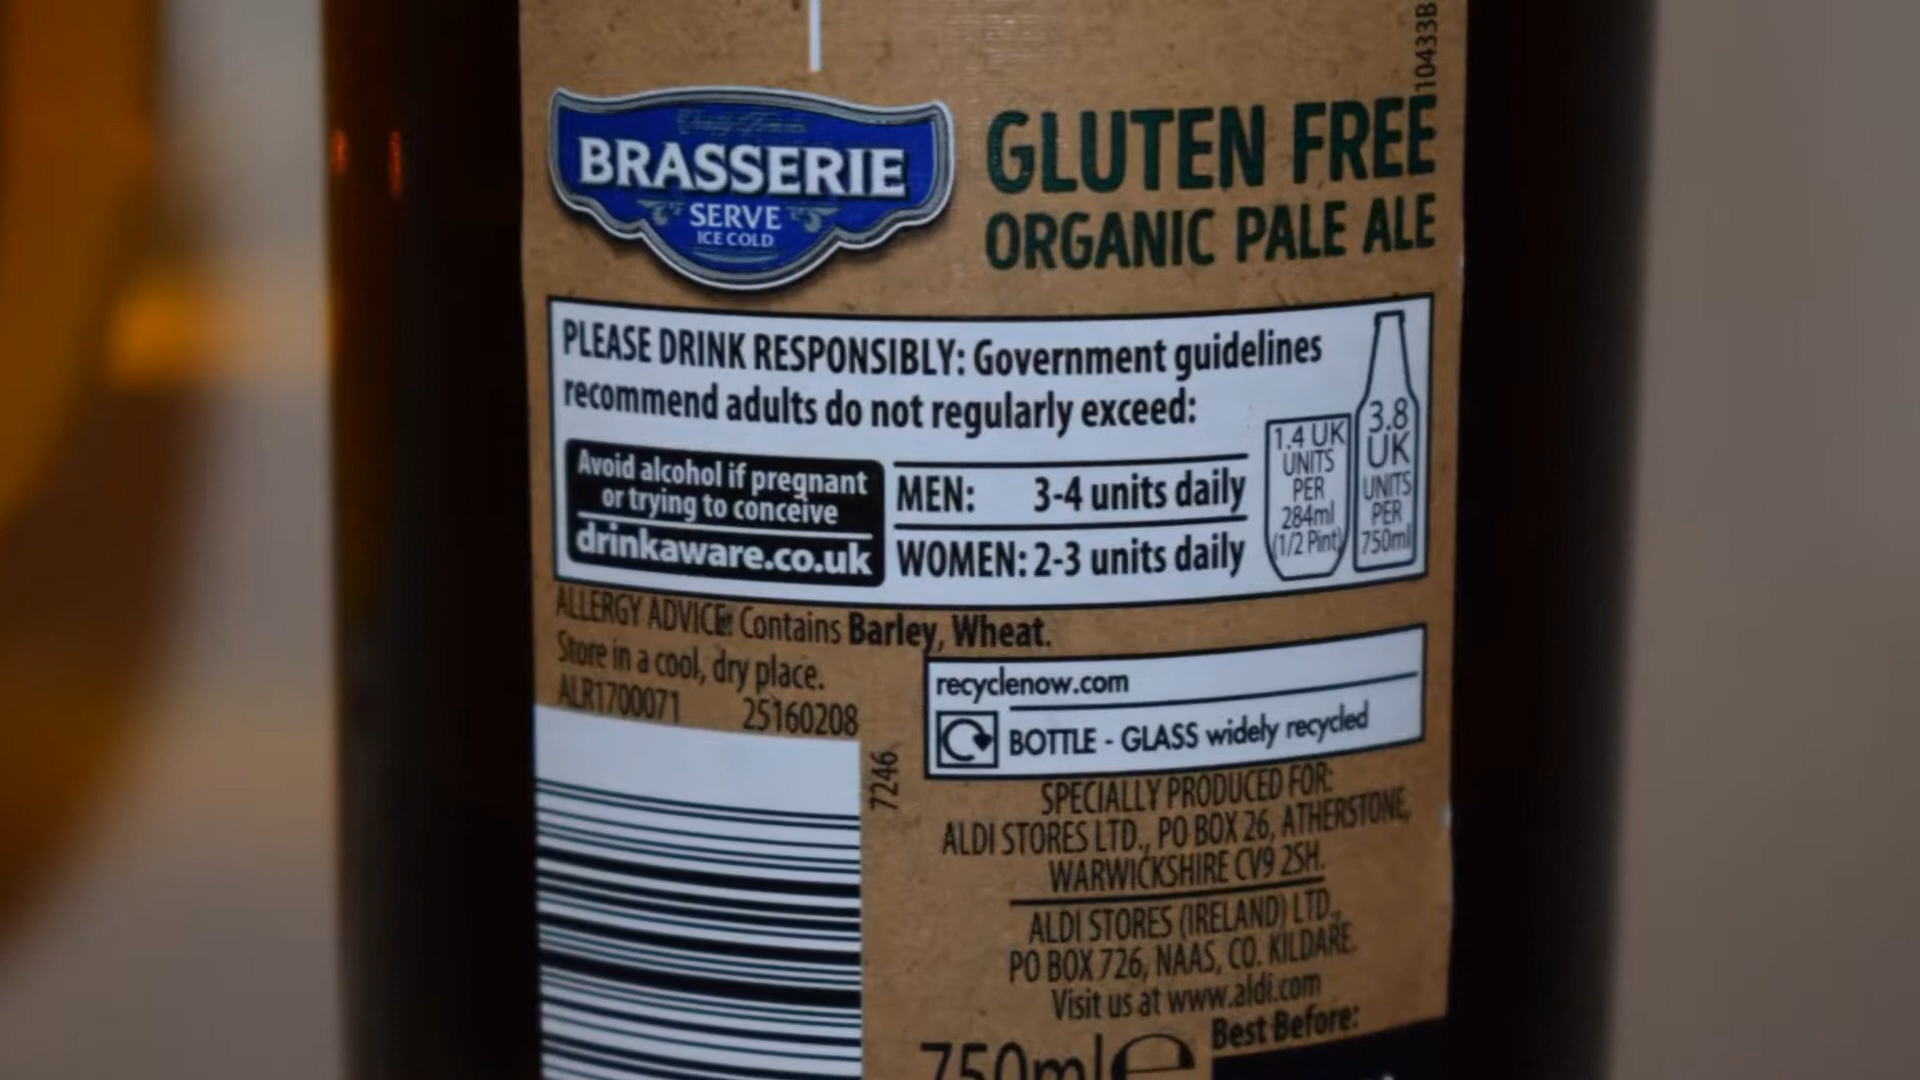 10433B
BRASSERIE
SERVE
ICE COLD
GLUTEN FREE
ORGANIC PALE ALE
PLEASE DRINK RESPONSIBLY: Government guidelines
recommend adults do not regularly exceed:
Avoid alcohol if pregnant
or trying to conceive
drinkaware.co.uk
MEN: 3-4 units daily
WOMEN: 2-3 units daily
1.4 UK
UNITS
PER
284ml
(1/2 Pint)
3.8
UK
UNITS
PER
750ml
ALLERGY ADVICE: Contains Barley, Wheat.
Store in a cool, dry place.
ALR1700071 25160208
7246
recyclenow.com
BOTTLE - GLASS widely recycled
SPECIALLY PRODUCED FOR:
ALDI STORES LTD., PO BOX 26, ATHERSTONE,
WARWICKSHIRE CV9 2SH.
ALDI STORES (IRELAND) LTD.,
PO BOX 726, NAAS, CO. KILDARE.
Visit us at www.aldi.com
Best Before:
750ml e